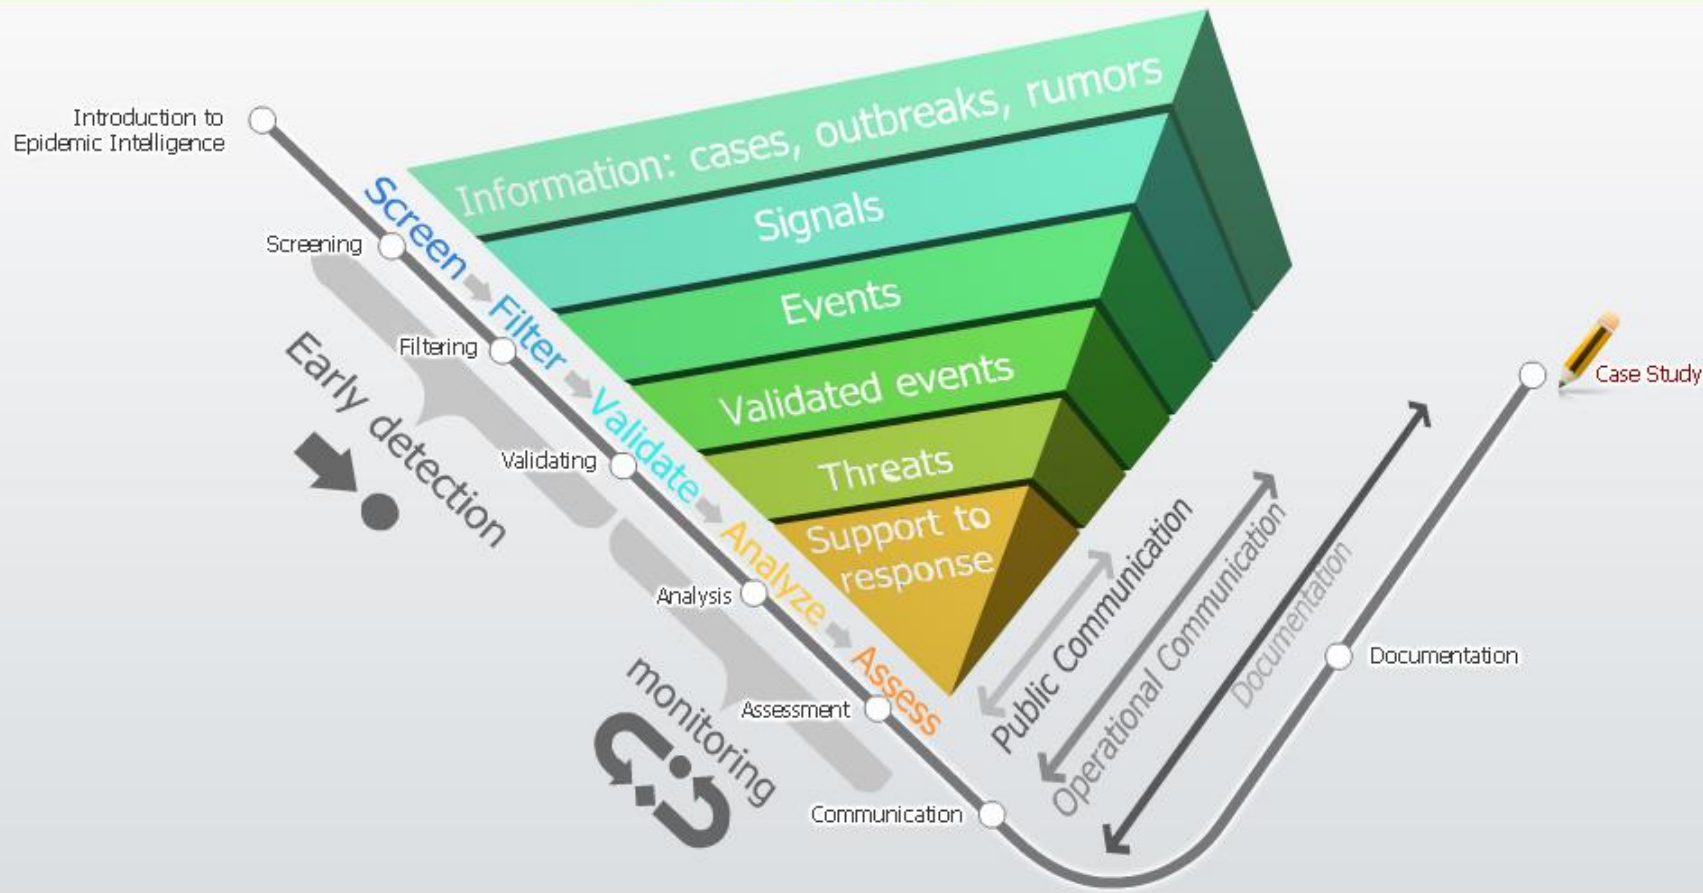 Introduction to
Epidemic Intelligence
Information: cases, outbreaks, rumors
Signals
Events
Validated events
Threats
Support to
response
Screen
Filter
Validate
Analyze
Assess
Screening
Filtering
Validating
Analysis
Assessment
Communication
Early detection
monitoring
Public Communication
Operational Communication
Documentation
Documentation
Case Study